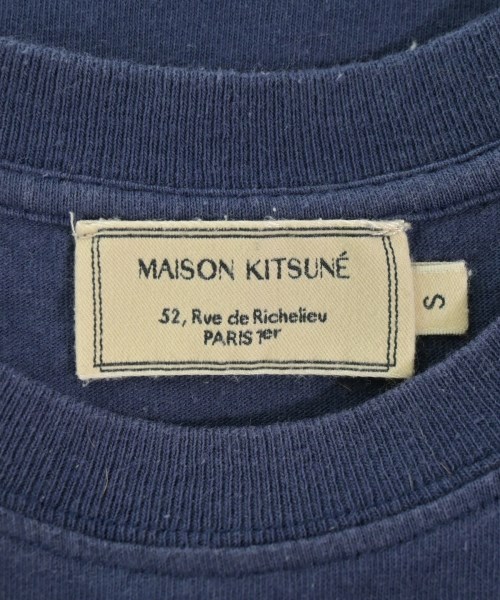 MAISON KITSUNÉ
52, Rue de Richelieu
PARIS 1er
S